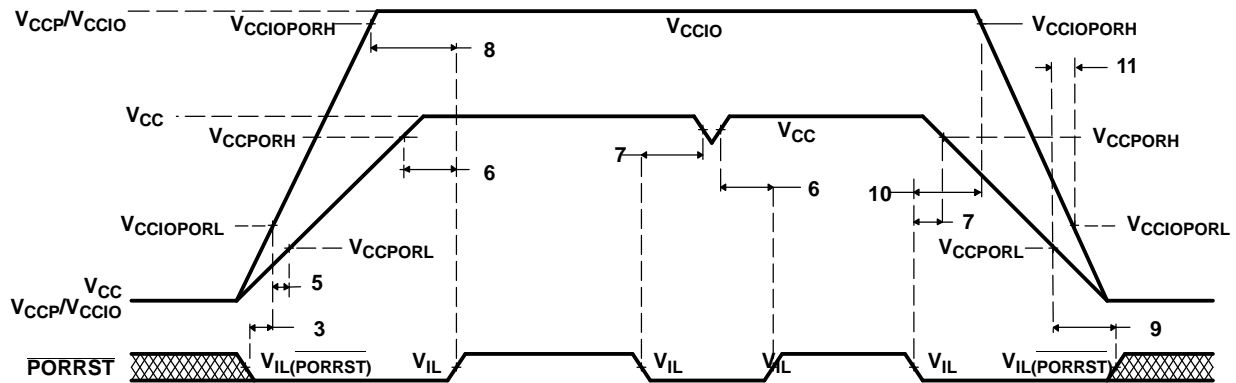 VCCP/VCCIO
VCCIOPORH
VCCIO
VCCIOPORH
8
11
VCC
VCCPORH
7
VCC
VCCPORH
6
6
10
7
VCCIOPORL
VCCPORL
VCCPORL
VCCIOPORL
VCC
VCCP/VCCIO
5
3
9
PORRST
VIL(PORRST)
VIL
VIL
VIL
VIL
VIL(PORRST)